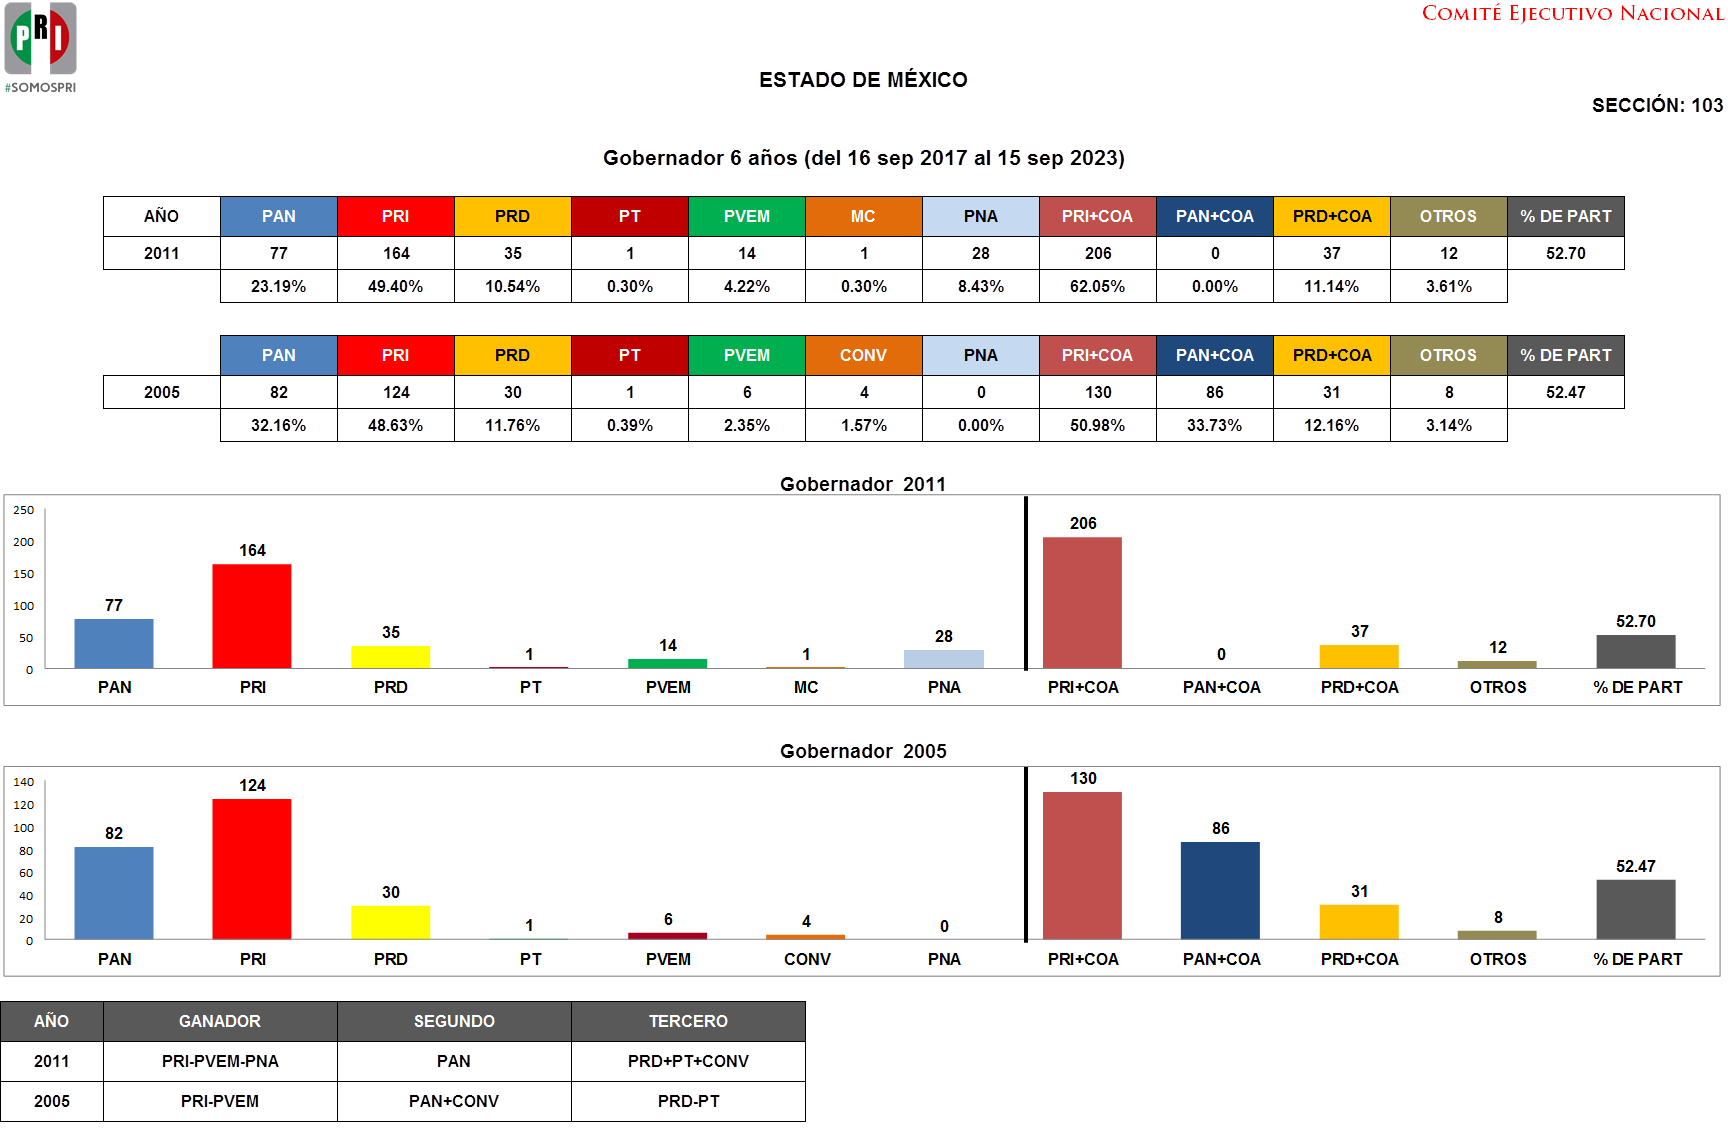 PRI
#SOMOSPRI
COMITÉ EJECUTIVO NACIONAL
ESTADO DE MÉXICO
SECCIÓN: 103
Gobernador 6 años (del 16 sep 2017 al 15 sep 2023)
AÑO PAN PRI PRD PT PVEM MC PNA PRI+COA PAN+COA PRD+COA OTROS % DE PART
2011 77 164 35 1 14 1 28 206 0 37 12 52.70
23.19% 49.40% 10.54% 0.30% 4.22% 0.30% 8.43% 62.05% 0.00% 11.14% 3.61%
PAN PRI PRD PT PVEM CONV PNA PRI+COA PAN+COA PRD+COA OTROS % DE PART
2005 82 124 30 1 6 4 0 130 86 31 8 52.47
32.16% 48.63% 11.76% 0.39% 2.35% 1.57% 0.00% 50.98% 33.73% 12.16% 3.14%
Gobernador 2011
250
200
150
100
50
0
77 164 35 1 14 1 28 206 0 37 12 52.70
PAN PRI PRD PT PVEM MC PNA PRI+COA PAN+COA PRD+COA OTROS % DE PART
Gobernador 2005
140
120
100
80
60
40
20
0
82 124 30 1 6 4 0 130 86 31 8 52.47
PAN PRI PRD PT PVEM CONV PNA PRI+COA PAN+COA PRD+COA OTROS % DE PART
AÑO GANADOR SEGUNDO TERCERO
2011 PRI-PVEM-PNA PAN PRD+PT+CONV
2005 PRI-PVEM PAN+CONV PRD-PT